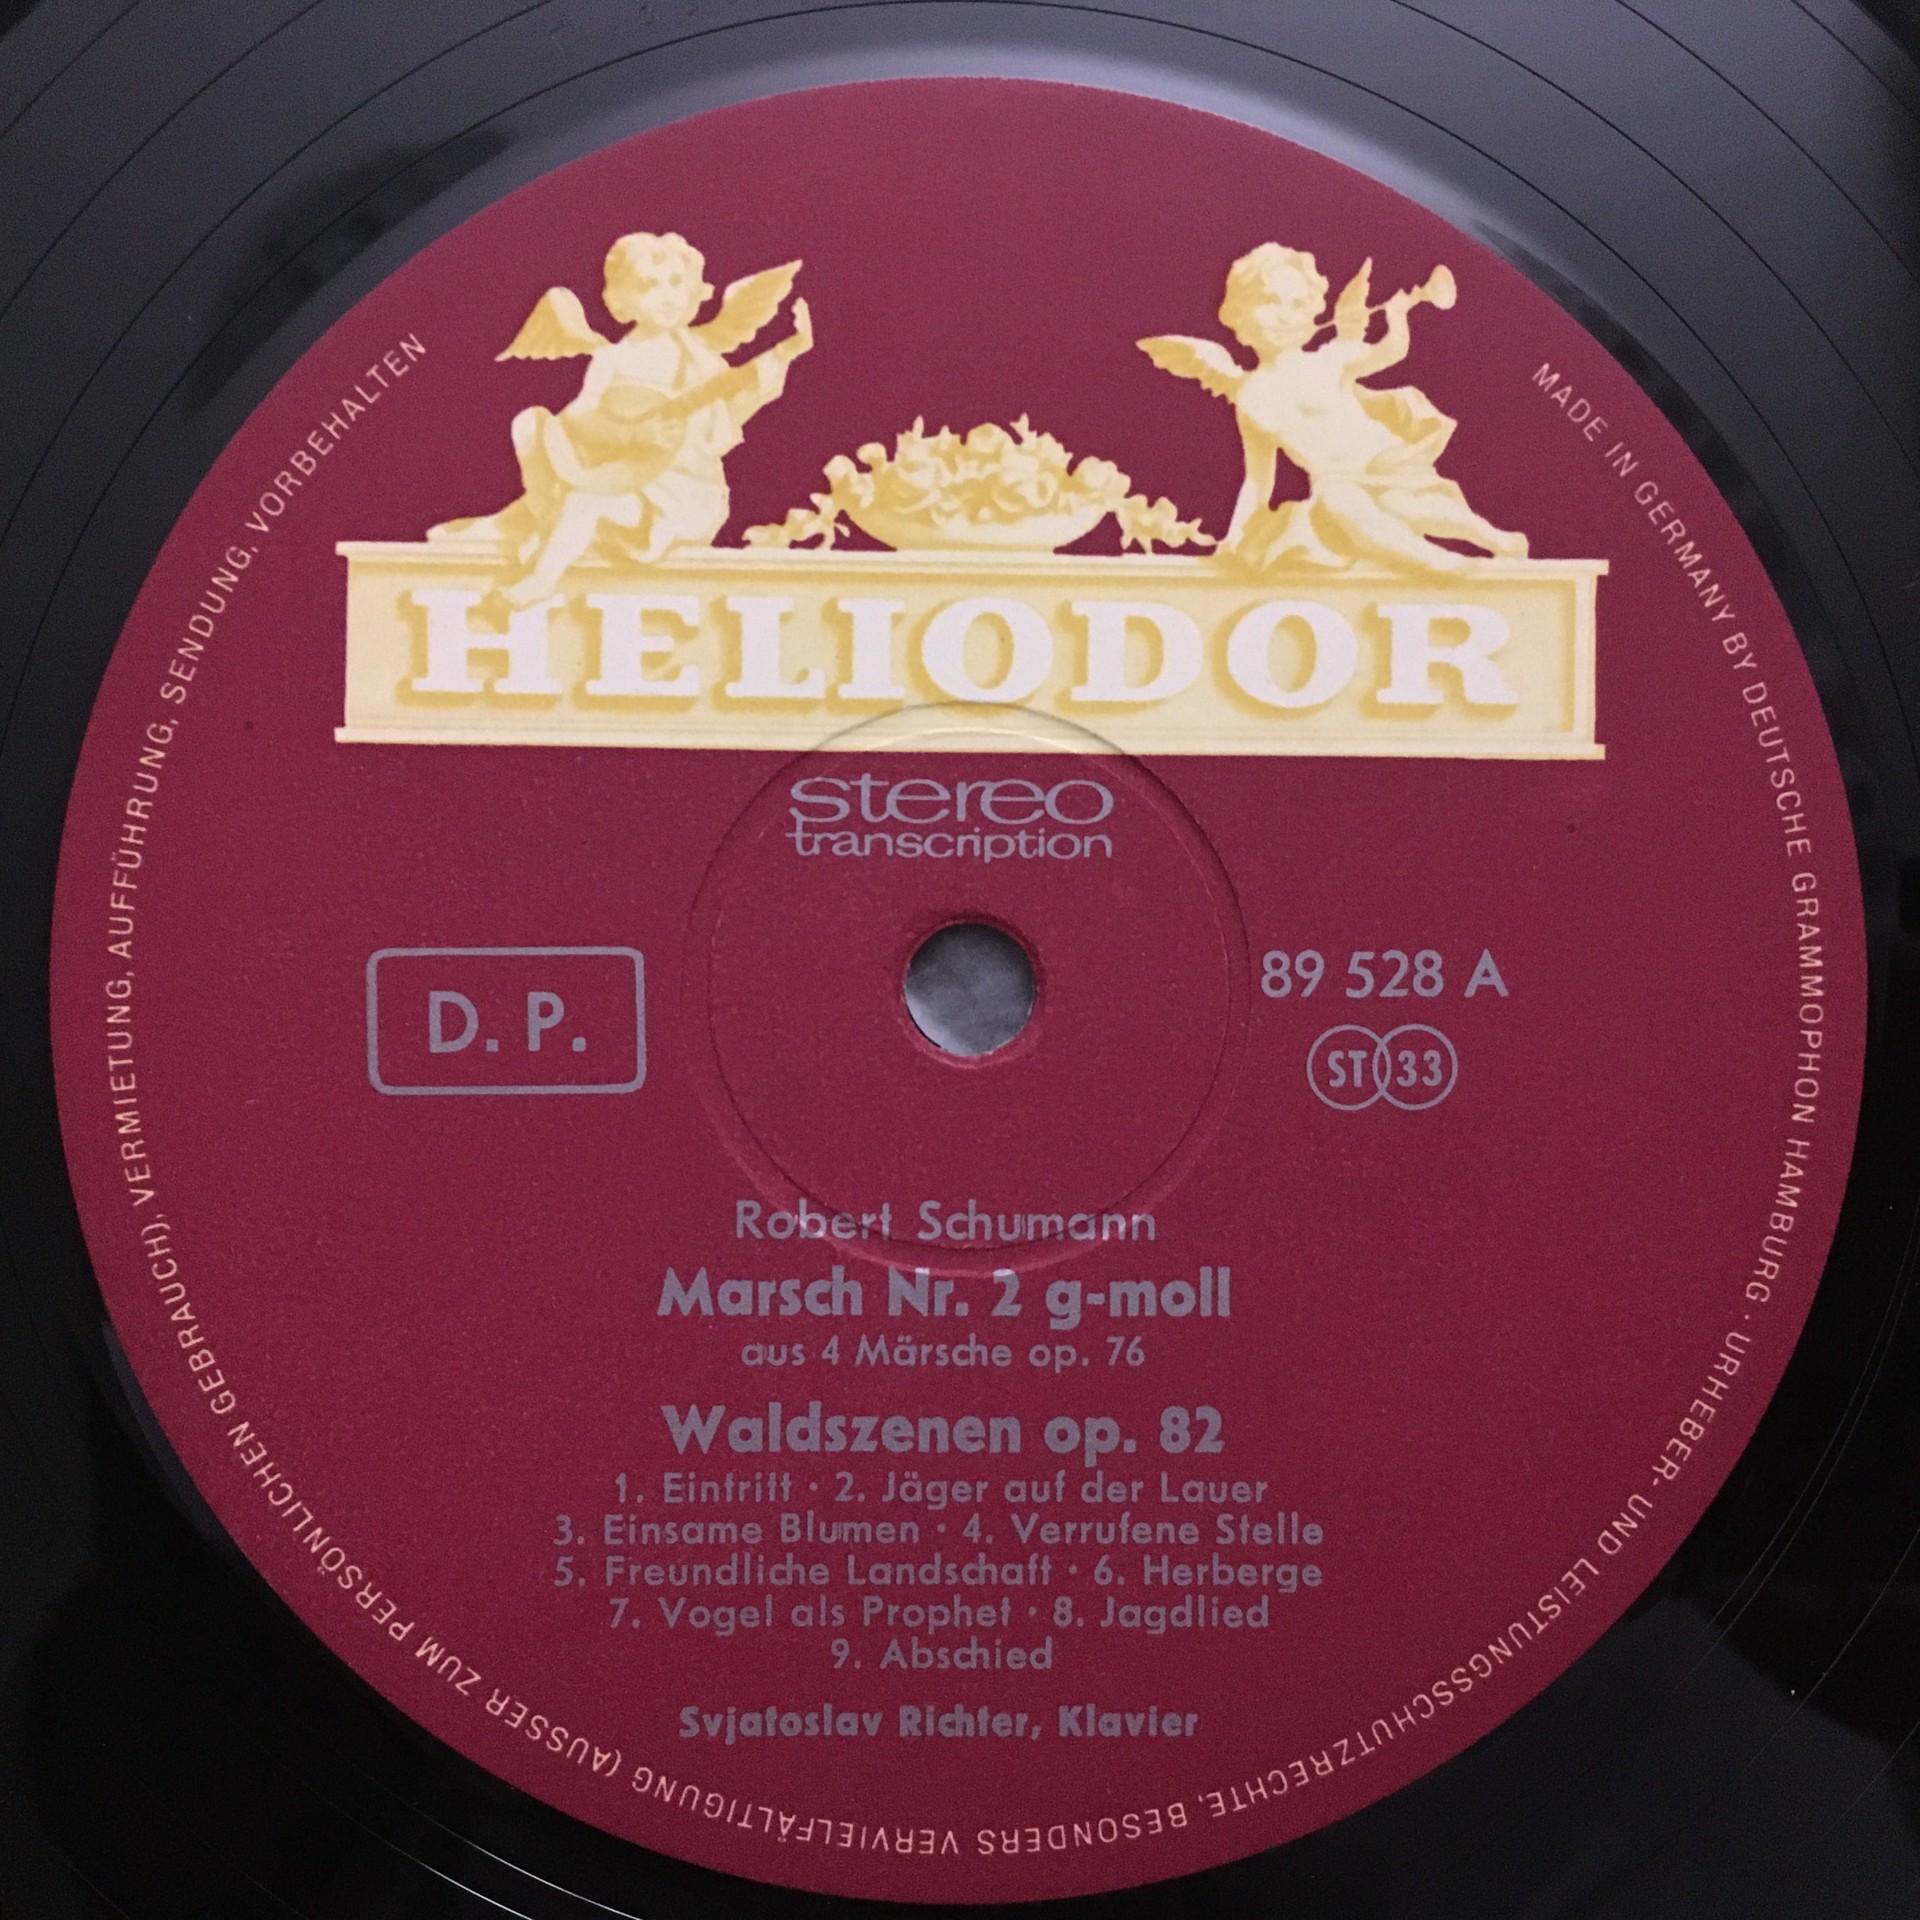 HELIODOR
stereo
transcription
D. P.
89 528 A
ST 33
Robert Schumann
Marsch Nr. 2 g-moll
aus 4 Märsche op. 76
Waldszenen op. 82
1. Eintritt · 2. Jäger auf der Lauer
3. Einsame Blumen · 4. Verrufene Stelle
5. Freundliche Landschaft · 6. Herberge
7. Vogel als Prophet · 8. Jagdlied
9. Abschied
Svjatoslav Richter, Klavier
MADE IN GERMANY BY DEUTSCHE GRAMMOPHON HAMBURG · URHEBER- UND LEISTUNGSSCHUTZRECHTE, BESONDERS VERVIELFÄLTIGUNG (AUSSER ZUM PERSÖNLICHEN GEBRAUCH), VERMIETUNG, AUFFÜHRUNG, SENDUNG, VORBEHALTEN